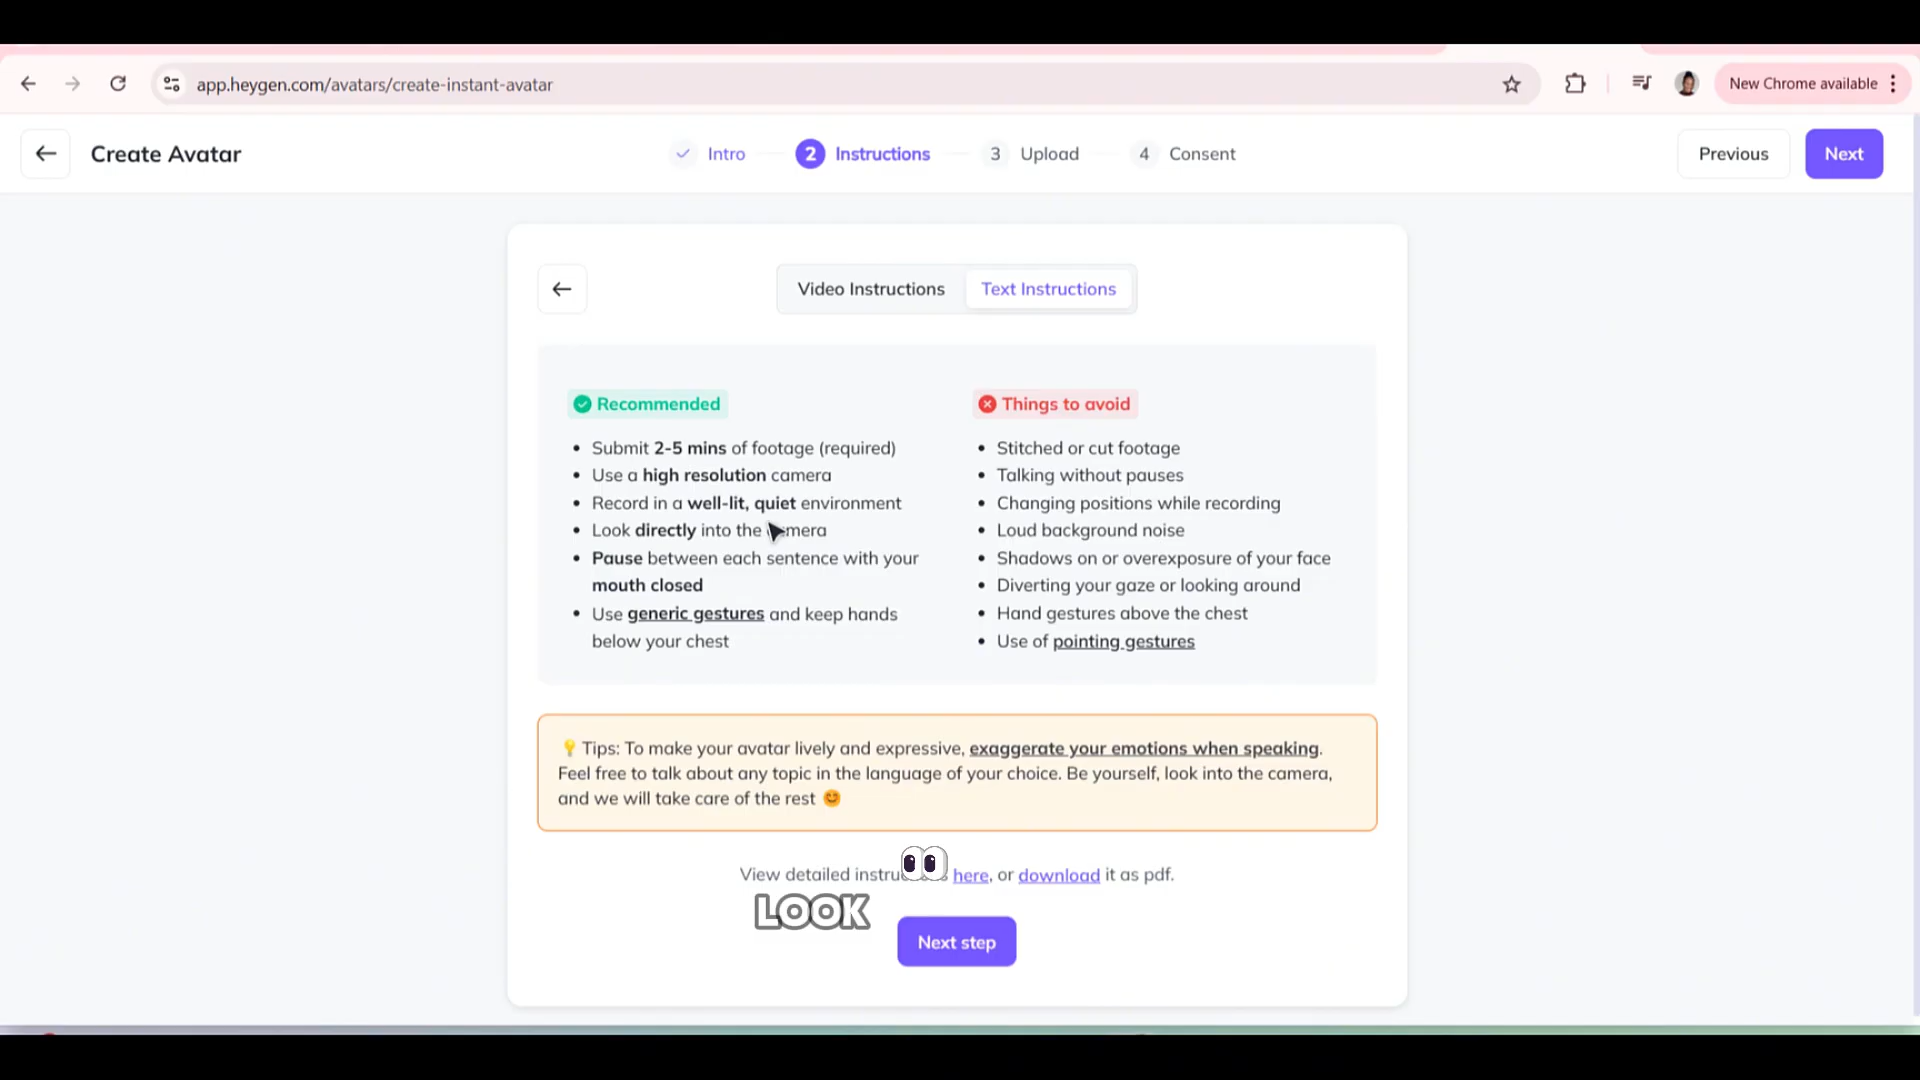 app.heygen.com/avatars/create-instant-avatar
New Chrome available
Create Avatar
Intro
2 Instructions
3 Upload
4 Consent
Previous
Next
Video Instructions
Text Instructions
Recommended
Submit 2-5 mins of footage (required)
Use a high resolution camera
Record in a well-lit, quiet environment
Look directly into the camera
Pause between each sentence with your
mouth closed
Use generic gestures and keep hands
below your chest
Things to avoid
Stitched or cut footage
Talking without pauses
Changing positions while recording
Loud background noise
Shadows on or overexposure of your face
Diverting your gaze or looking around
Hand gestures above the chest
Use of pointing gestures
Tips: To make your avatar lively and expressive, exaggerate your emotions when speaking.
Feel free to talk about any topic in the language of your choice. Be yourself, look into the camera,
and we will take care of the rest 😊
View detailed instructions here, or download it as pdf.
LOOK
Next step